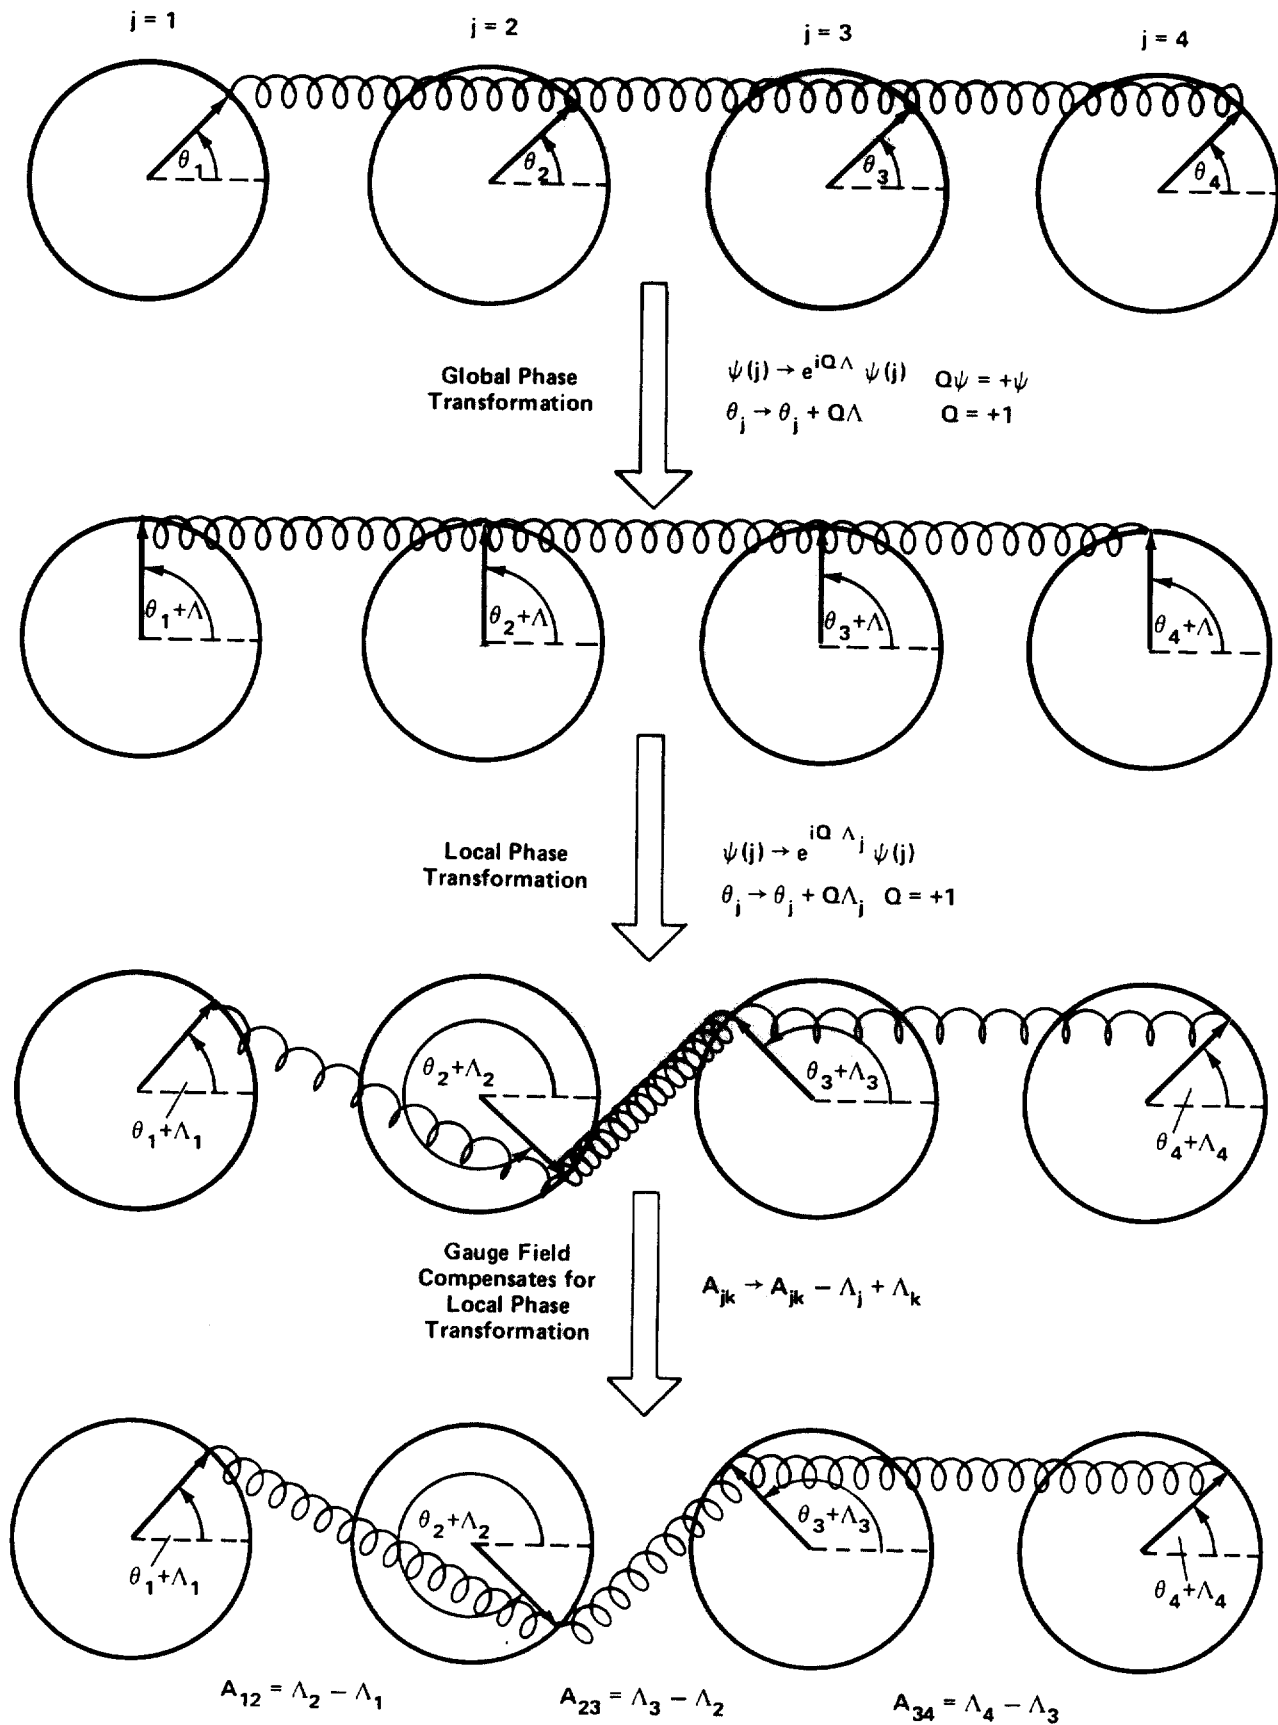 j = 1
j = 2
j = 3
j = 4
θ₁
θ₂
θ₃
θ₄
Global Phase
Transformation
ψ(j) → e^{iQΛ} ψ(j) Qψ = +ψ
θⱼ → θⱼ + QΛ Q = +1
θ₁+Λ
θ₂+Λ
θ₃+Λ
θ₄+Λ
Local Phase
Transformation
ψ(j) → e^{iQΛⱼ} ψ(j)
θⱼ → θⱼ + QΛⱼ Q = +1
θ₁+Λ₁
θ₂+Λ₂
θ₃+Λ₃
θ₄+Λ₄
Gauge Field
Compensates for
Local Phase
Transformation
Aⱼₖ → Aⱼₖ − Λⱼ + Λₖ
θ₁+Λ₁
θ₂+Λ₂
θ₃+Λ₃
θ₄+Λ₄
A₁₂ = Λ₂ − Λ₁
A₂₃ = Λ₃ − Λ₂
A₃₄ = Λ₄ − Λ₃